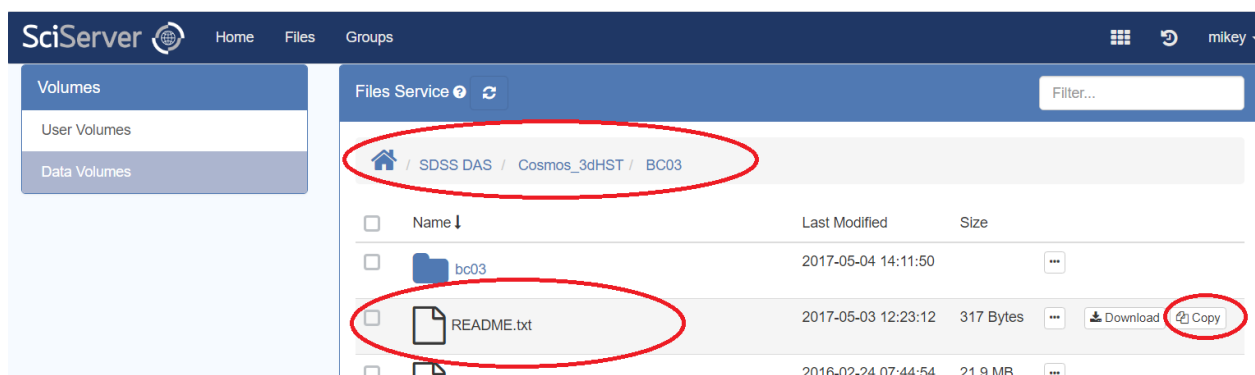 SciServer Home Files Groups mikey
Volumes
User Volumes
Data Volumes
Files Service Filter...
/ SDSS DAS / Cosmos_3dHST / BC03
Name Last Modified Size
bc03 2017-05-04 14:11:50
README.txt 2017-05-03 12:23:12 317 Bytes Download Copy
2016-02-24 07:44:54 21.9 MB